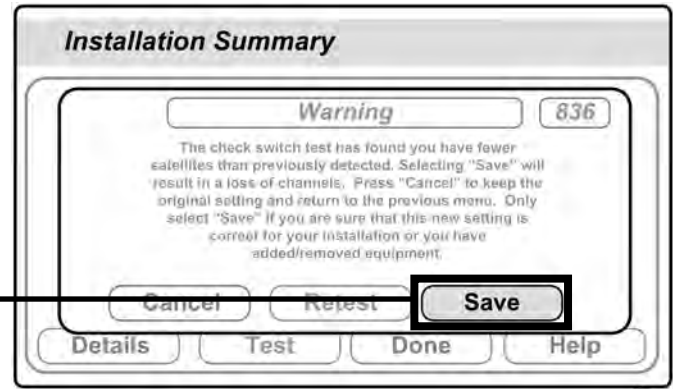 Installation Summary
Warning
836
The check switch test has found you have fewer
satellites than previously detected. Selecting "Save" will
result in a loss of channels. Press "Cancel" to keep the
original setting and return to the previous menu. Only
select "Save" if you are sure that this new setting is
correct for your installation or you have
added/removed equipment.
Cancel
Retest
Save
Details
Test
Done
Help